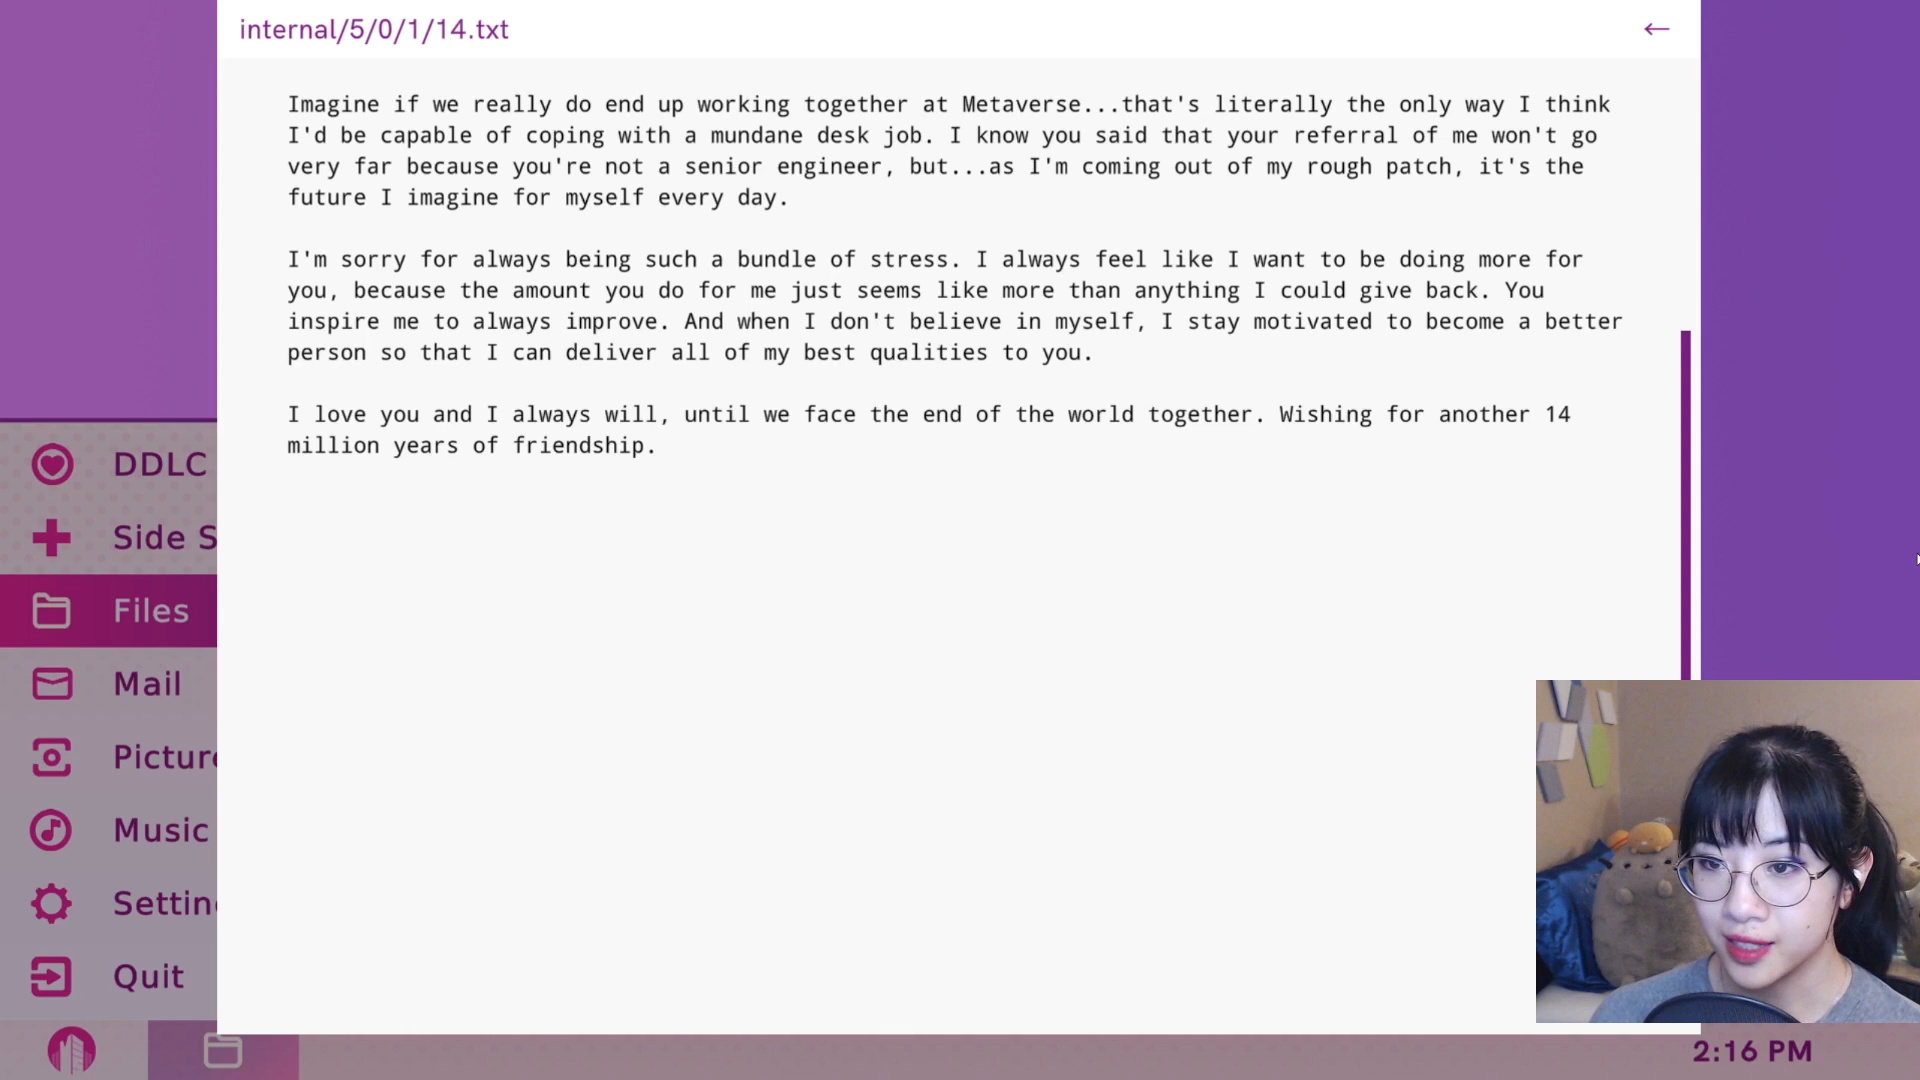 internal/5/0/1/14.txt
←
Imagine if we really do end up working together at Metaverse...that's literally the only way I think
I'd be capable of coping with a mundane desk job. I know you said that your referral of me won't go
very far because you're not a senior engineer, but...as I'm coming out of my rough patch, it's the
future I imagine for myself every day.
I'm sorry for always being such a bundle of stress. I always feel like I want to be doing more for
you, because the amount you do for me just seems like more than anything I could give back. You
inspire me to always improve. And when I don't believe in myself, I stay motivated to become a better
person so that I can deliver all of my best qualities to you.
I love you and I always will, until we face the end of the world together. Wishing for another 14
million years of friendship.
DDLC
Side S
Files
Mail
Picture
Music
Setting
Quit
2:16 PM